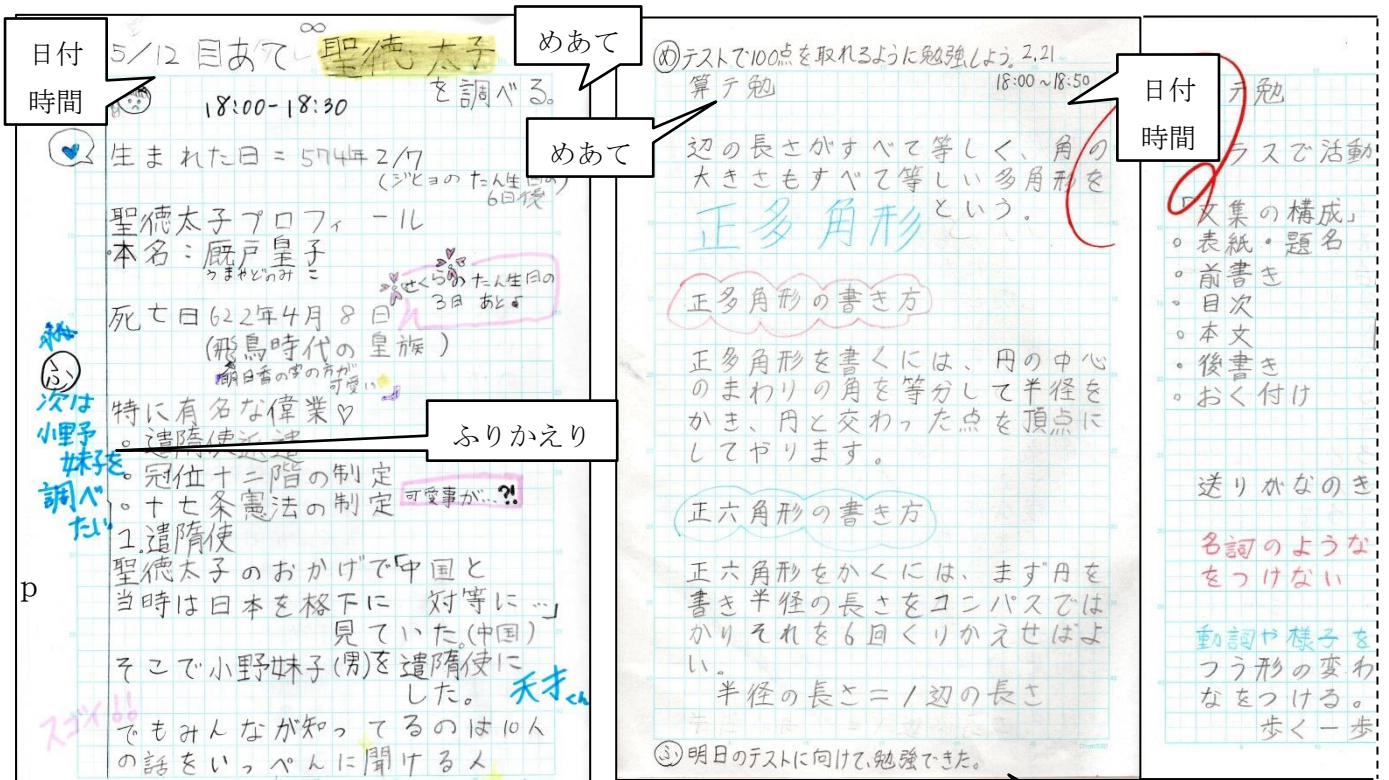 日付
時間
めあて
5/12 目あて 聖徳太子
を調べる。
18:00-18:30
生まれた日=574年2/7
(ジヒョのたん生日の
6日後)
聖徳太子プロフィール
・本名:厩戸皇子
うまやどのみこ
さくらのたん生日の
3日あと
死亡日622年4月8日
(飛鳥時代の皇族)
明日香の字の方が
可愛い
ふ
次は
小野
妹子を
調べ
たい
ふりかえり
特に有名な偉業♡
。遣隋使派遣
。冠位十二階の制定
。十七条憲法の制定
可愛事が…?!
1.遣隋使
聖徳太子のおかげで「中国と
対等に…」
当時は日本を格下に
見ていた。(中国)
そこで小野妹子(男)を遣隋使に
した。
天才くん
スゴイ!!
でもみんなが知ってるのは10人
の話をいっぺんに聞ける人
p
めテストで100点を取れるように勉強しよう。2,21
算テ勉
18:00~18:50
めあて
日付
時間
辺の長さがすべて等しく、角の
大きさもすべて等しい多角形を
正多角形
という。
正多角形の書き方
正多角形を書くには、円の中心
のまわりの角を等分して半径を
かき、円と交わった点を頂点に
してやります。
正六角形の書き方
正六角形をかくには、まず円を
書き半径の長さをコンパスでは
かりそれを6回くりかえせばよ
い。
半径の長さ=1辺の長さ
ふ明日のテストに向けて、勉強できた。
テ勉
ラスで活動
「文集の構成」
。表紙・題名
。前書き
。目次
。本文
。後書き
。おく付け
送りがなのき
名詞のような
をつけない
動詞や様子を
つう形の変わ
なをつける。
歩く―歩